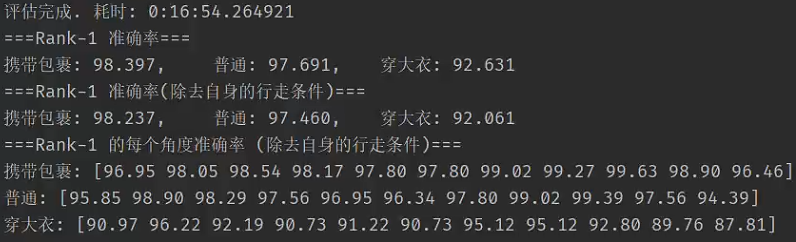 评估完成. 耗时: 0:16:54.264921
===Rank-1 准确率===
携带包裹: 98.397,    普通: 97.691,    穿大衣: 92.631
===Rank-1 准确率(除去自身的行走条件)===
携带包裹: 98.237,    普通: 97.460,    穿大衣: 92.061
===Rank-1 的每个角度准确率 (除去自身的行走条件)===
携带包裹: [96.95 98.05 98.54 98.17 97.80 97.80 99.02 99.27 99.63 98.90 96.46]
普通: [95.85 98.90 98.29 97.56 96.95 96.34 97.80 99.02 99.39 97.56 94.39]
穿大衣: [90.97 96.22 92.19 90.73 91.22 90.73 95.12 95.12 92.80 89.76 87.81]